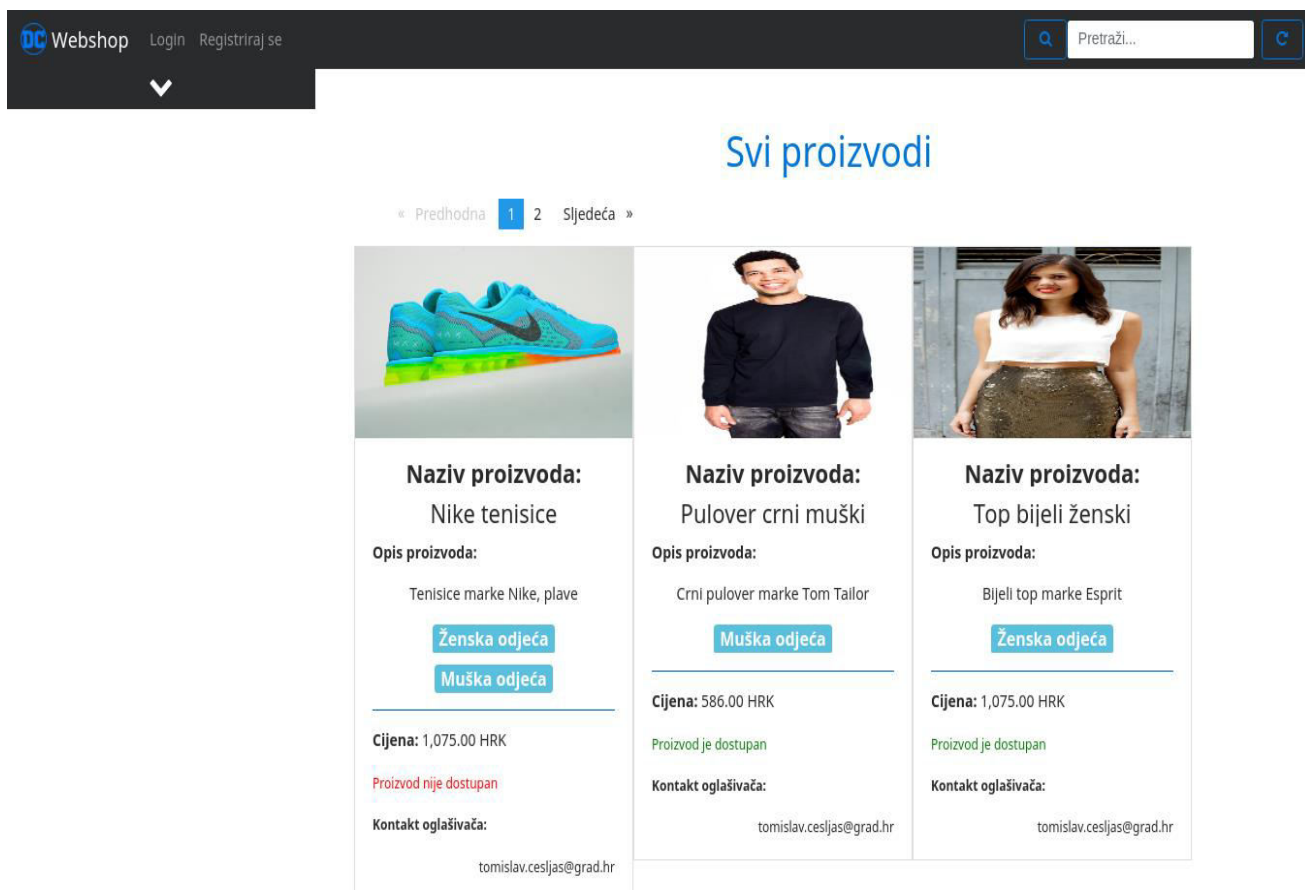 DC Webshop Login Registriraj se Pretraži...
Svi proizvodi
« Predhodna 1 2 Sljedeća »
Naziv proizvoda:
Nike tenisice
Opis proizvoda:
Tenisice marke Nike, plave
Ženska odjeća
Muška odjeća
Cijena: 1,075.00 HRK
Proizvod nije dostupan
Kontakt oglašivača:
tomislav.cesljas@grad.hr
Naziv proizvoda:
Pulover crni muški
Opis proizvoda:
Crni pulover marke Tom Tailor
Muška odjeća
Cijena: 586.00 HRK
Proizvod je dostupan
Kontakt oglašivača:
tomislav.cesljas@grad.hr
Naziv proizvoda:
Top bijeli ženski
Opis proizvoda:
Bijeli top marke Esprit
Ženska odjeća
Cijena: 1,075.00 HRK
Proizvod je dostupan
Kontakt oglašivača:
tomislav.cesljas@grad.hr